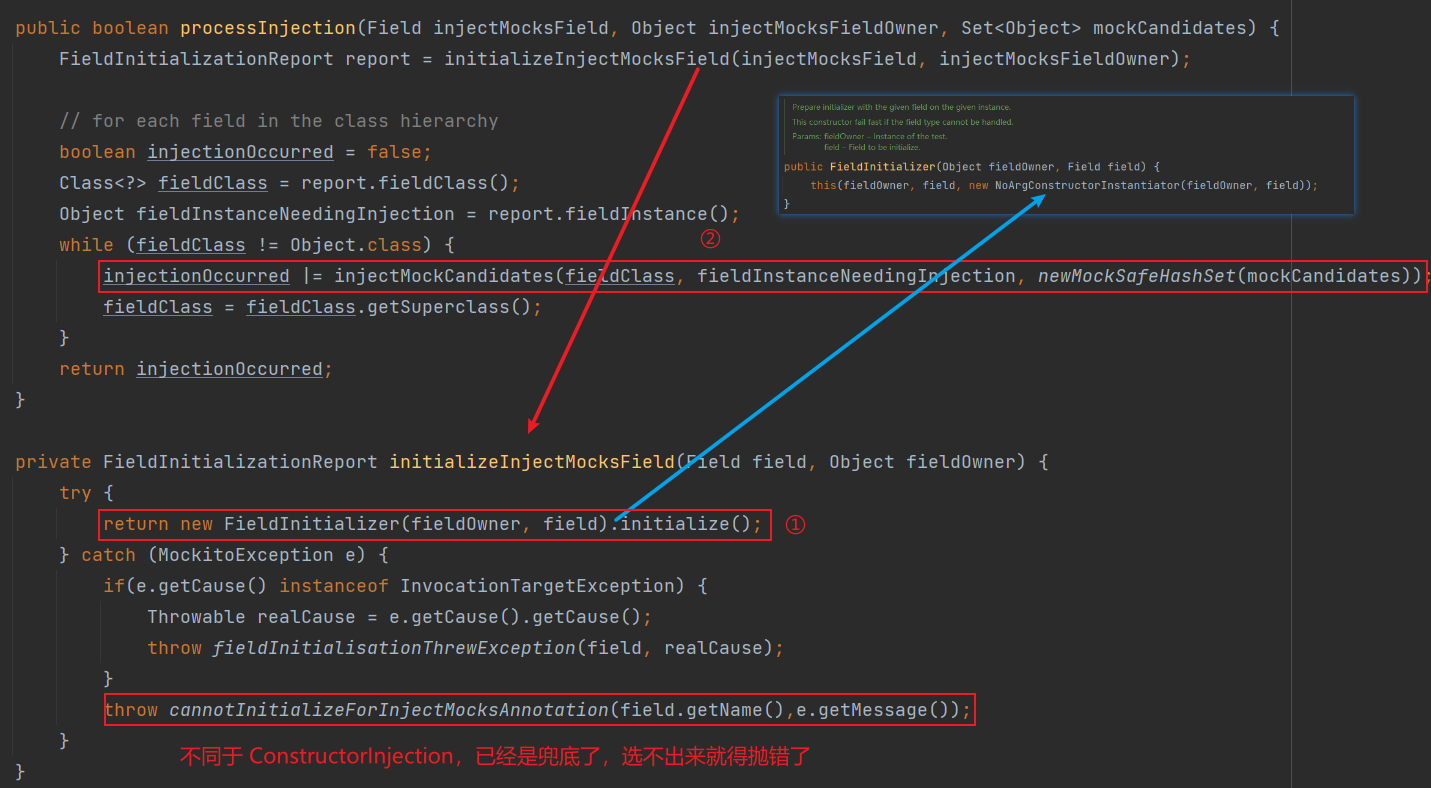 public boolean processInjection(Field injectMocksField, Object injectMocksFieldOwner, Set<Object> mockCandidates) {
FieldInitializationReport report = initializeInjectMocksField(injectMocksField, injectMocksFieldOwner);
// for each field in the class hierarchy
boolean injectionOccurred = false;
Class<?> fieldClass = report.fieldClass();
Object fieldInstanceNeedingInjection = report.fieldInstance();
while (fieldClass != Object.class) {
②
injectionOccurred |= injectMockCandidates(fieldClass, fieldInstanceNeedingInjection, newMockSafeHashSet(mockCandidates));
fieldClass = fieldClass.getSuperclass();
}
return injectionOccurred;
}
Prepare initializer with the given field on the given instance.
This constructor fail fast if the field type cannot be handled.
Params: fieldOwner – Instance of the test.
field – Field to be initialize.
public FieldInitializer(Object fieldOwner, Field field) {
this(fieldOwner, field, new NoArgConstructorInstantiator(fieldOwner, field));
}
private FieldInitializationReport initializeInjectMocksField(Field field, Object fieldOwner) {
try {
return new FieldInitializer(fieldOwner, field).initialize(); ①
} catch (MockitoException e) {
if(e.getCause() instanceof InvocationTargetException) {
Throwable realCause = e.getCause().getCause();
throw fieldInitialisationThrewException(field, realCause);
}
throw cannotInitializeForInjectMocksAnnotation(field.getName(),e.getMessage());
}
不同于 ConstructorInjection，已经是兜底了，选不出来就得抛错了
}